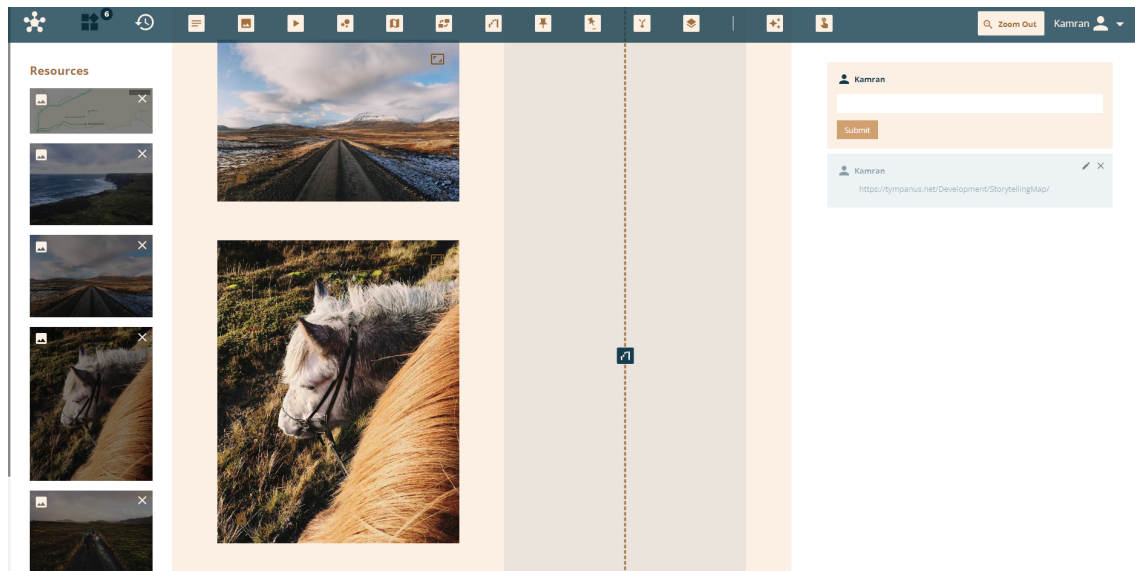 6
Zoom Out
Kamran
Resources
Kamran
Submit
Kamran
https://tympanus.net/Development/StorytellingMap/